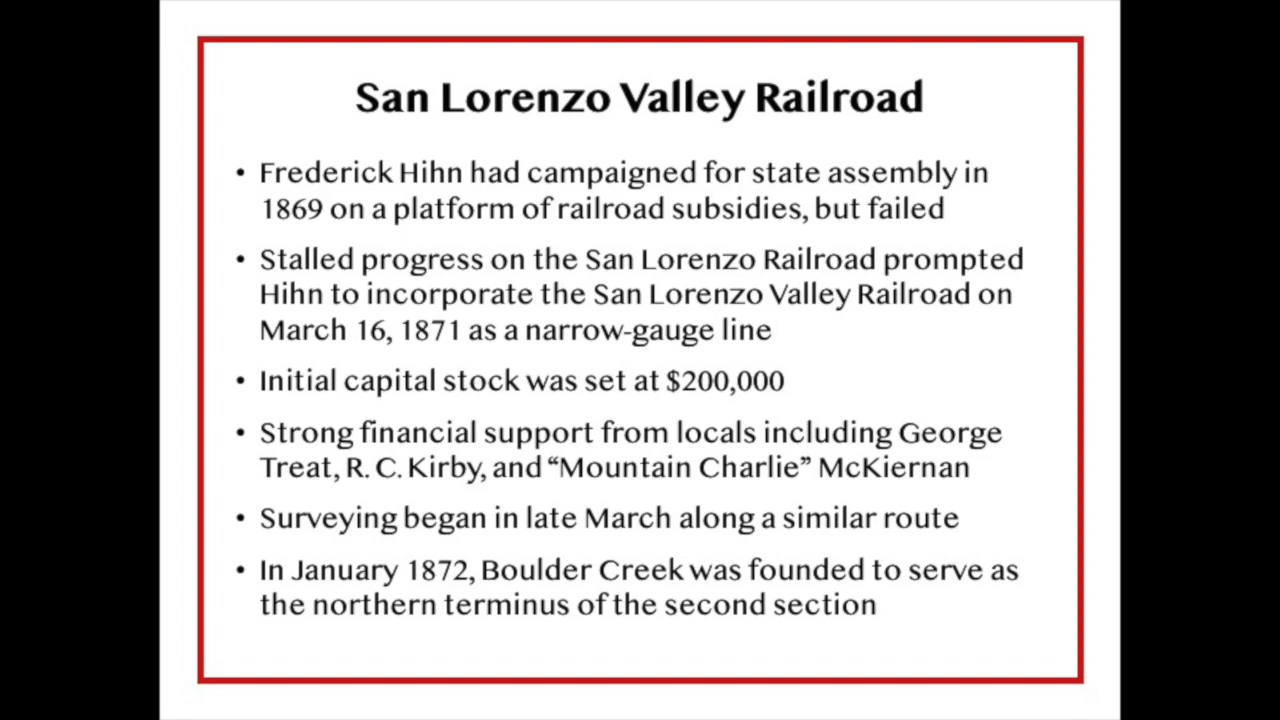 San Lorenzo Valley Railroad
• Frederick Hihn had campaigned for state assembly in
1869 on a platform of railroad subsidies, but failed
• Stalled progress on the San Lorenzo Railroad prompted
Hihn to incorporate the San Lorenzo Valley Railroad on
March 16, 1871 as a narrow-gauge line
• Initial capital stock was set at $200,000
• Strong financial support from locals including George
Treat, R. C. Kirby, and “Mountain Charlie” McKiernan
• Surveying began in late March along a similar route
• In January 1872, Boulder Creek was founded to serve as
the northern terminus of the second section